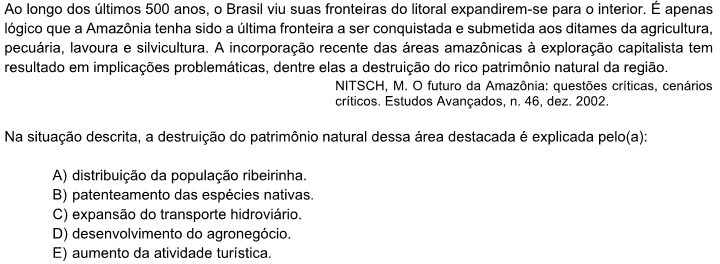 Ao longo dos últimos 500 anos, o Brasil viu suas fronteiras do litoral expandirem-se para o interior. É apenas
lógico que a Amazônia tenha sido a última fronteira a ser conquistada e submetida aos ditames da agricultura,
pecuária, lavoura e silvicultura. A incorporação recente das áreas amazônicas à exploração capitalista tem
resultado em implicações problemáticas, dentre elas a destruição do rico patrimônio natural da região.
NITSCH, M. O futuro da Amazônia: questões críticas, cenários
críticos. Estudos Avançados, n. 46, dez. 2002.
Na situação descrita, a destruição do patrimônio natural dessa área destacada é explicada pelo(a):
A) distribuição da população ribeirinha.
B) patenteamento das espécies nativas.
C) expansão do transporte hidroviário.
D) desenvolvimento do agronegócio.
E) aumento da atividade turística.